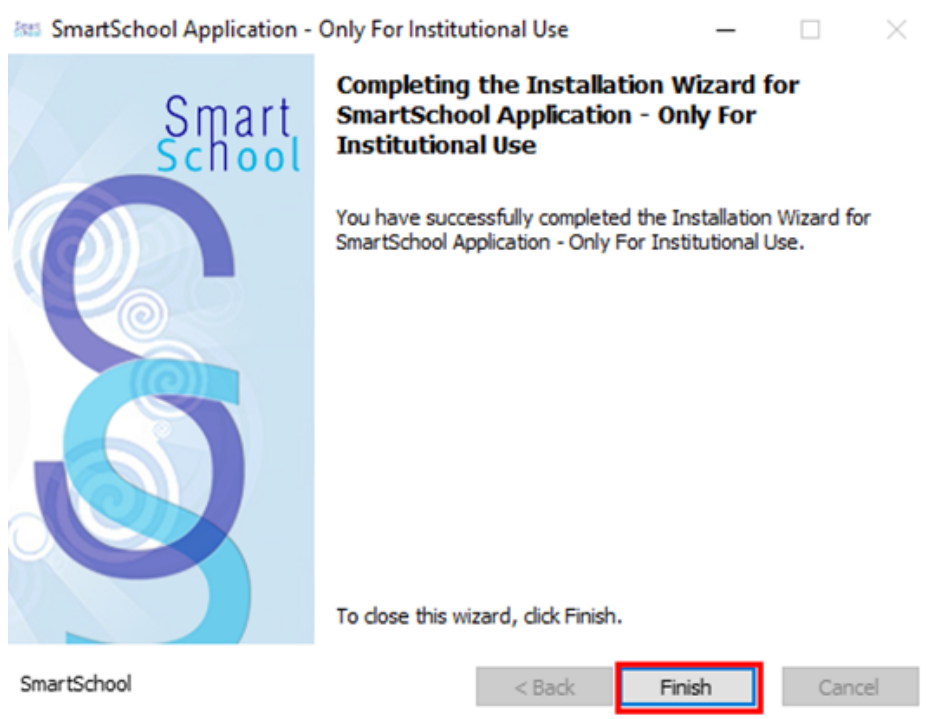 SmartSchool Application - Only For Institutional Use
Smart
School
Completing the Installation Wizard for
SmartSchool Application - Only For
Institutional Use
You have successfully completed the Installation Wizard for
SmartSchool Application - Only For Institutional Use.
To close this wizard, click Finish.
SmartSchool
< Back
Finish
Cancel